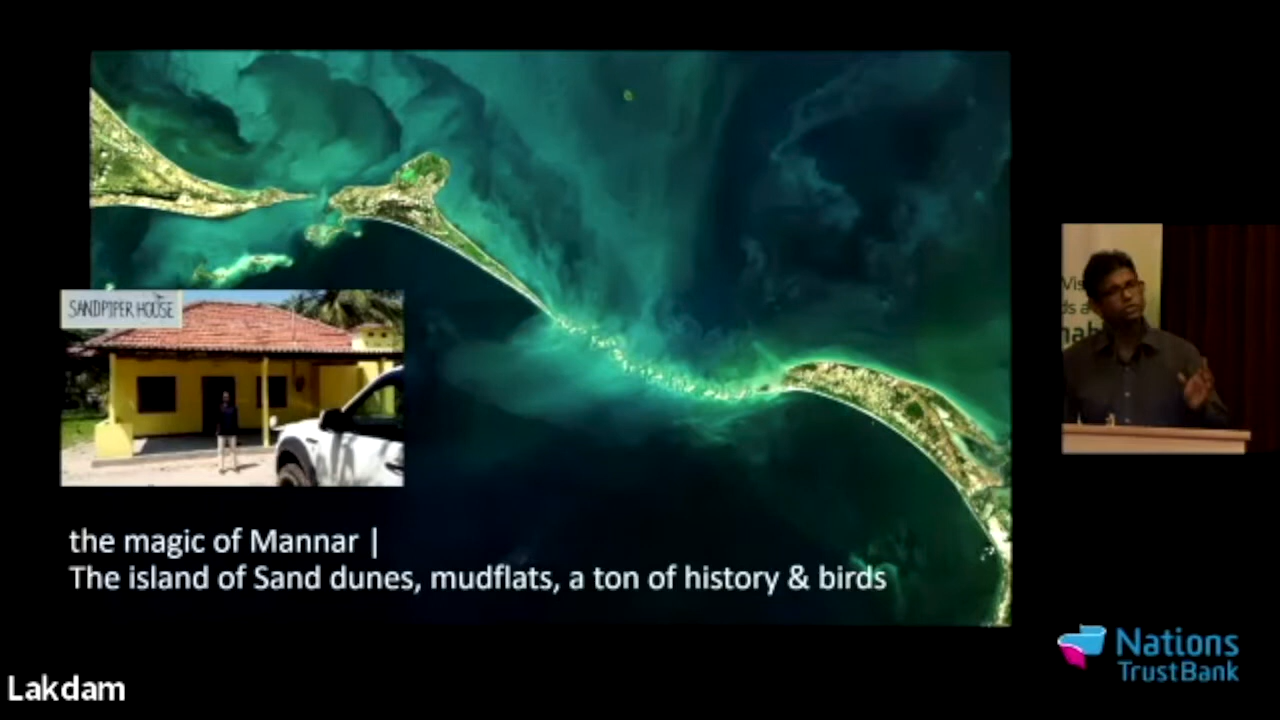 SANDPIPER HOUSE
the magic of Mannar |
The island of Sand dunes, mudflats, a ton of history & birds
Nations
TrustBank
Lakdam